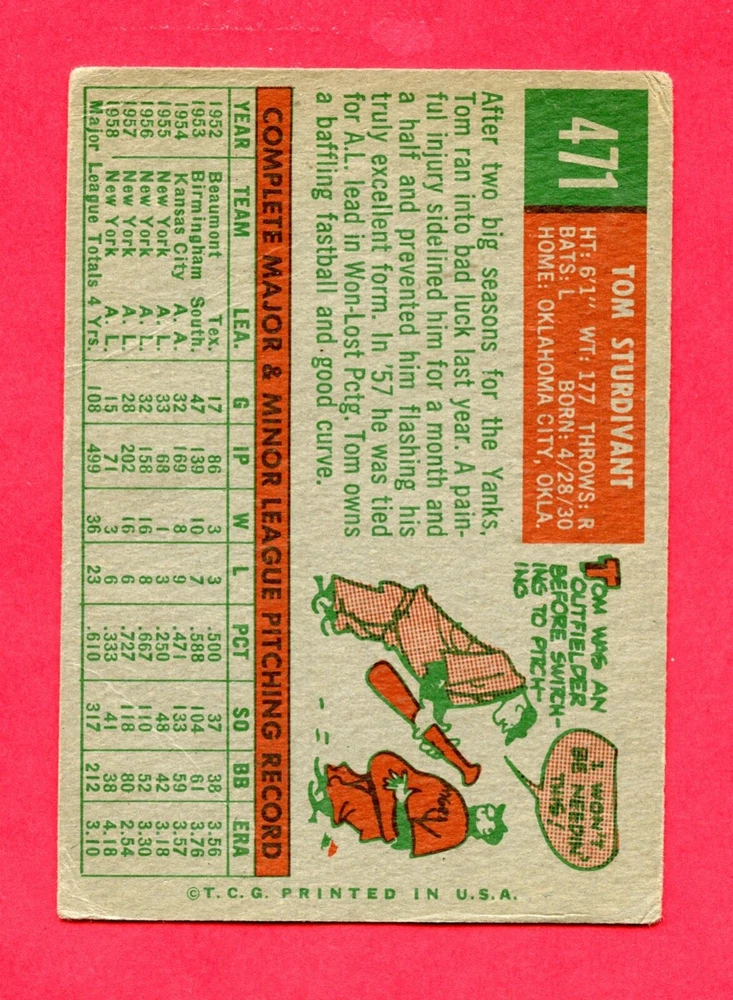 471
TOM STURDIVANT
HT: 6'1" WT: 177 THROWS: R
BATS: L BORN: 4/28/30
HOME: OKLAHOMA CITY, OKLA.
After two big seasons for the Yanks,
Tom ran into bad luck last year. A pain-
ful injury sidelined him for a month and
a half and prevented him flashing his
truly excellent form. In '57 he was tied
for A.L. lead in Won-Lost Pctg. Tom owns
a baffling fastball and good curve.
TOM WAS AN
OUTFIELDER
BEFORE SWITCH-
ING TO PITCH-
ING
I WON'T
BE NEEDIN'
THIS!
COMPLETE MAJOR & MINOR LEAGUE PITCHING RECORD
YEAR TEAM LEA. G IP W L PCT SO BB ERA
1952 Beaumont Tex. 17 86 3 3 .500 37 38 3.56
1953 Birmingham South. 47 139 10 7 .588 104 61 3.76
1954 Kansas City A. A. 32 169 8 9 .471 133 59 3.57
1955 New York A. L. 33 68 1 3 .250 48 42 3.18
1956 New York A. L. 32 158 16 8 .667 110 52 3.30
1957 New York A. L. 28 202 16 6 .727 118 80 2.54
1958 New York A. L. 15 71 3 6 .333 41 38 4.18
Major League Totals 4 Yrs. 108 499 36 23 .610 317 212 3.10
©T.C.G. PRINTED IN U.S.A.